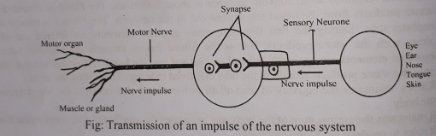 Synapse
Motor Nerve
Sensory Neurone
Motor organ
Eye
Ear
Nose
Tongue
Skin
Nerve impulse
Nerve impulse
Muscle or gland
Fig: Transmission of an impulse of the nervous system